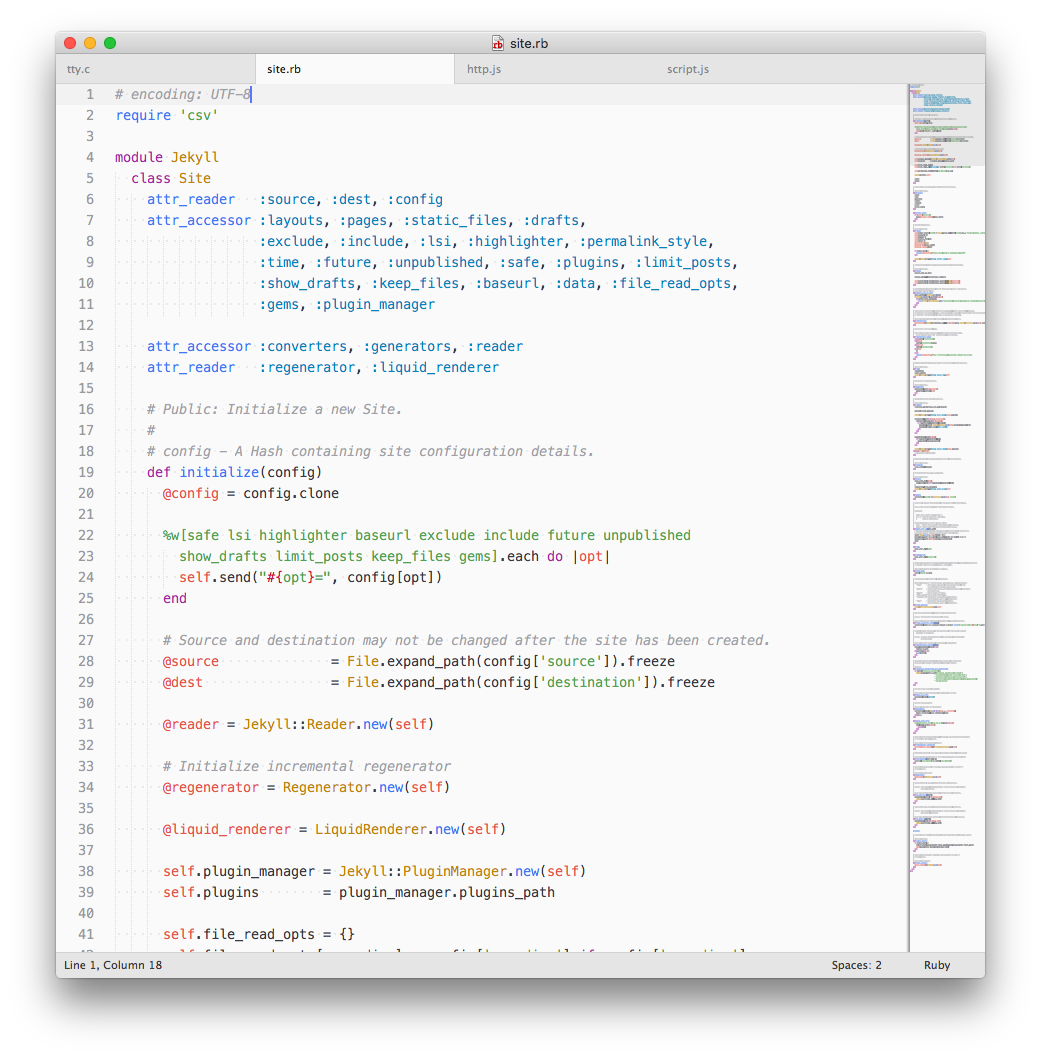 site.rb
tty.c site.rb http.js script.js
1 # encoding: UTF-8
2 require 'csv'
3
4 module Jekyll
5   class Site
6     attr_reader   :source, :dest, :config
7     attr_accessor :layouts, :pages, :static_files, :drafts,
8                   :exclude, :include, :lsi, :highlighter, :permalink_style,
9                   :time, :future, :unpublished, :safe, :plugins, :limit_posts,
10                   :show_drafts, :keep_files, :baseurl, :data, :file_read_opts,
11                   :gems, :plugin_manager
12
13     attr_accessor :converters, :generators, :reader
14     attr_reader   :regenerator, :liquid_renderer
15
16     # Public: Initialize a new Site.
17     #
18     # config - A Hash containing site configuration details.
19     def initialize(config)
20       @config = config.clone
21
22       %w[safe lsi highlighter baseurl exclude include future unpublished
23         show_drafts limit_posts keep_files gems].each do |opt|
24         self.send("#{opt}=", config[opt])
25       end
26
27       # Source and destination may not be changed after the site has been created.
28       @source              = File.expand_path(config['source']).freeze
29       @dest                = File.expand_path(config['destination']).freeze
30
31       @reader = Jekyll::Reader.new(self)
32
33       # Initialize incremental regenerator
34       @regenerator = Regenerator.new(self)
35
36       @liquid_renderer = LiquidRenderer.new(self)
37
38       self.plugin_manager = Jekyll::PluginManager.new(self)
39       self.plugins        = plugin_manager.plugins_path
40
41       self.file_read_opts = {}
Line 1, Column 18 Spaces: 2 Ruby